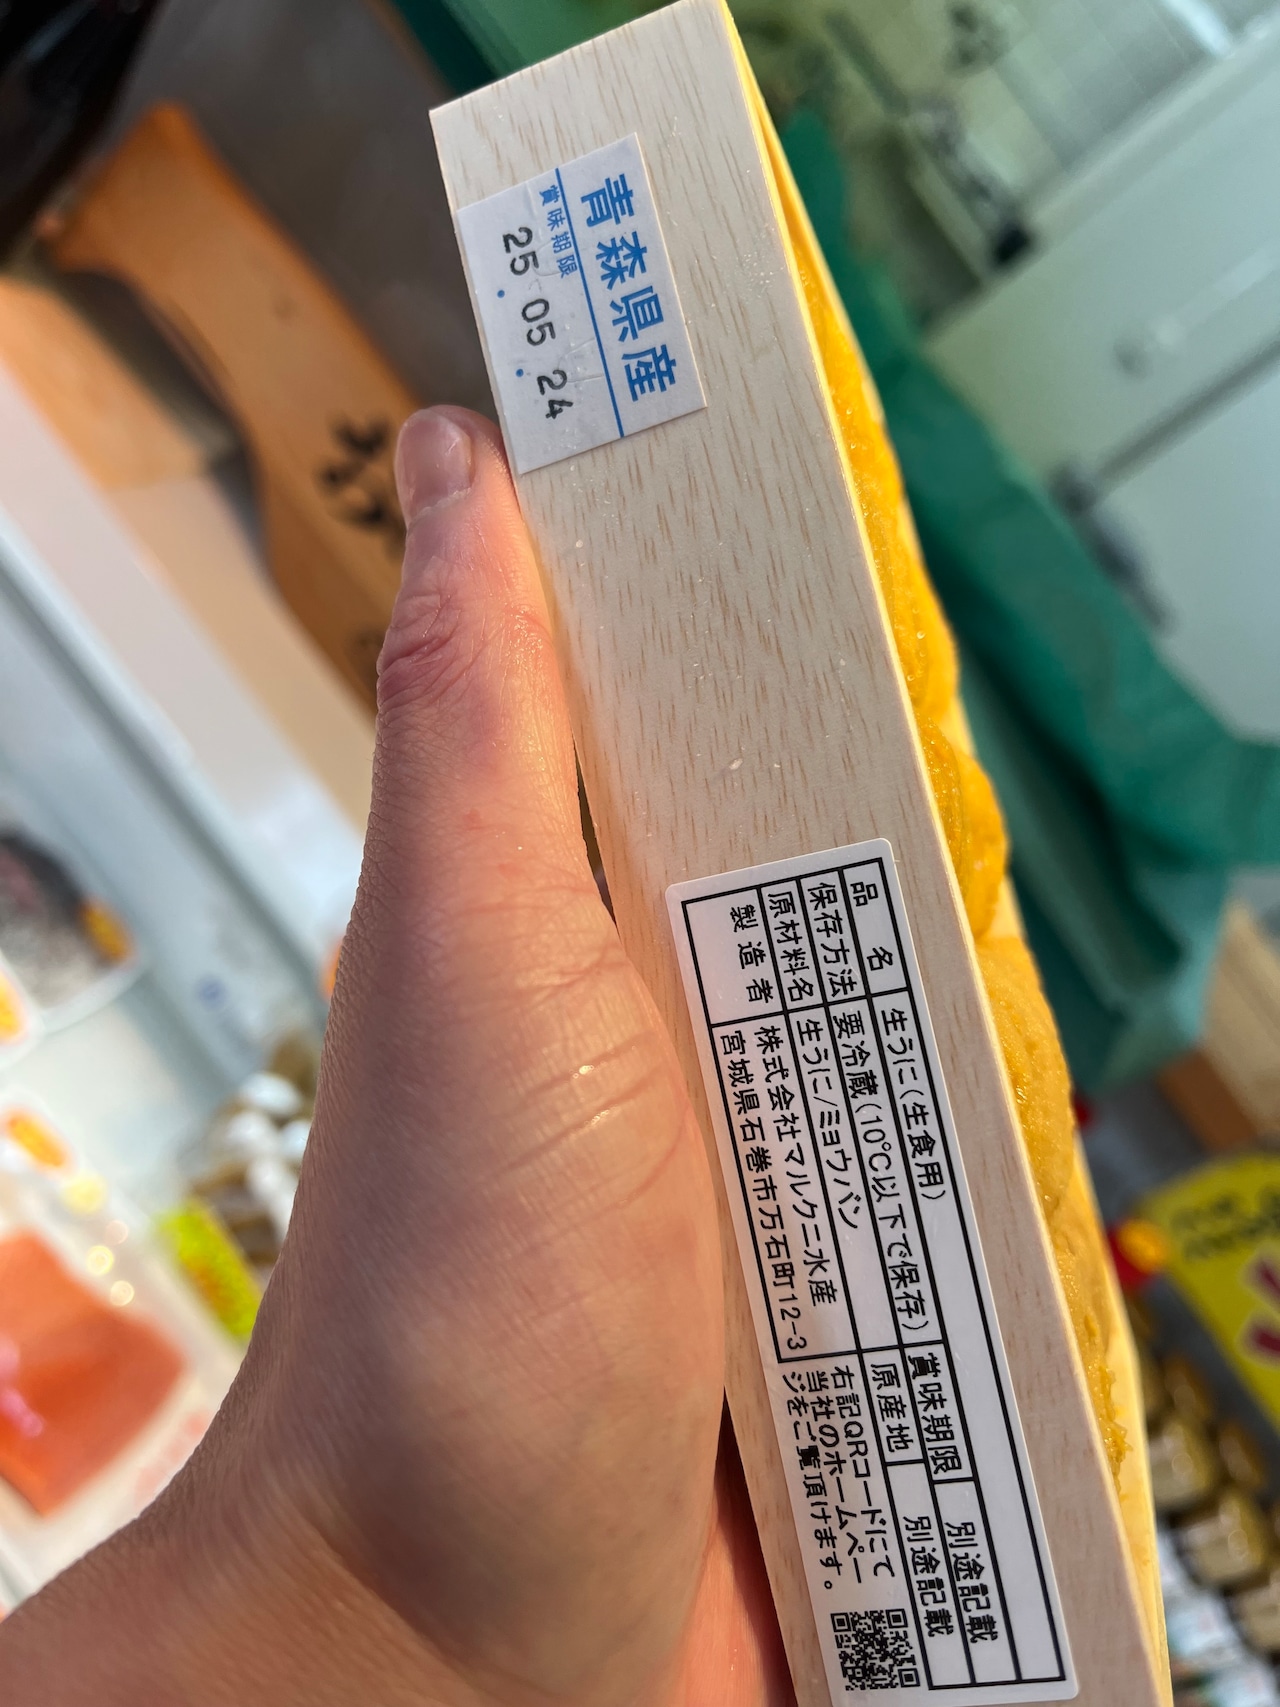 青森県産
賞味期限
25.05.24
品名 生うに(生食用)
保存方法 要冷蔵(10℃以下で保存) 賞味期限 別途記載
原材料名 生うに/ミョウバン 原産地 別途記載
製造者 株式会社マルクニ水産
宮城県石巻市万石町12-3
右記QRコードにて
当社のホームペー
ジをご覧頂けます。